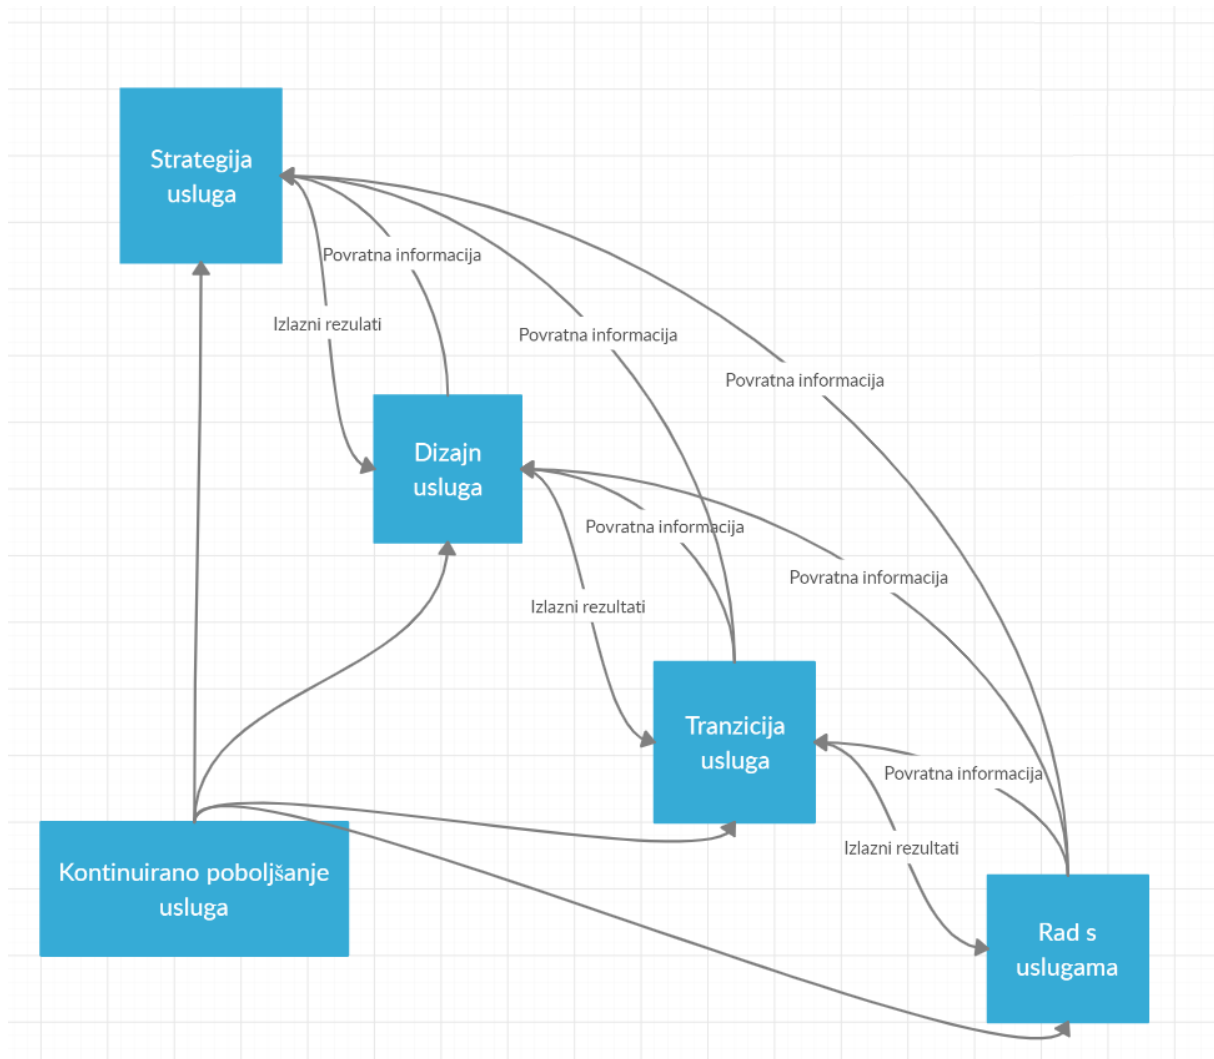 Strategija
usluga
Povratna informacija
Izlazni rezulati
Povratna informacija
Povratna informacija
Dizajn
usluga
Povratna informacija
Povratna informacija
Izlazni rezultati
Tranzicija
usluga
Povratna informacija
Izlazni rezultati
Kontinuirano poboljšanje
usluga
Rad s
uslugama